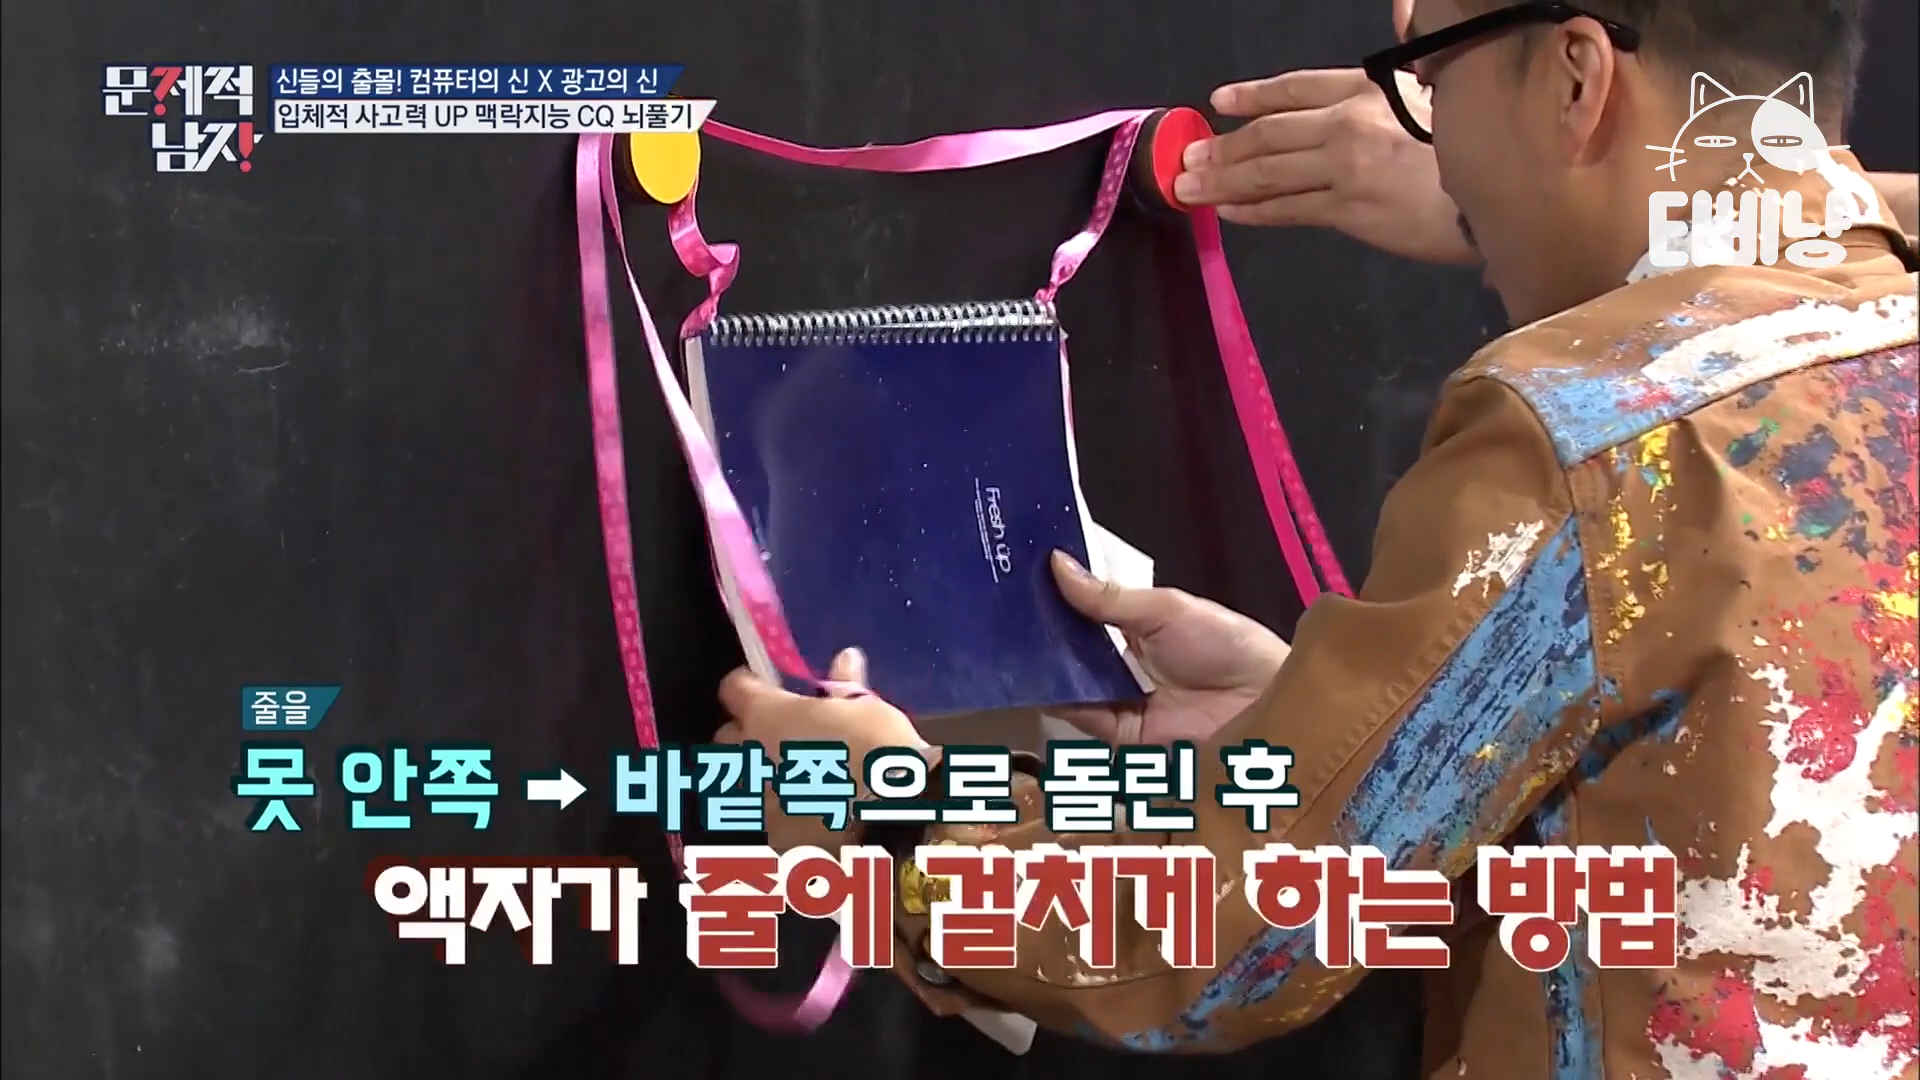 문제적
남자
신들의 출몰! 컴퓨터의 신 X 광고의 신
입체적 사고력 UP 맥락지능 CQ 뇌풀기
티비냥
Fresh up
줄을
못 안쪽 ➡ 바깥쪽으로 돌린 후
액자가 줄에 걸치게 하는 방법